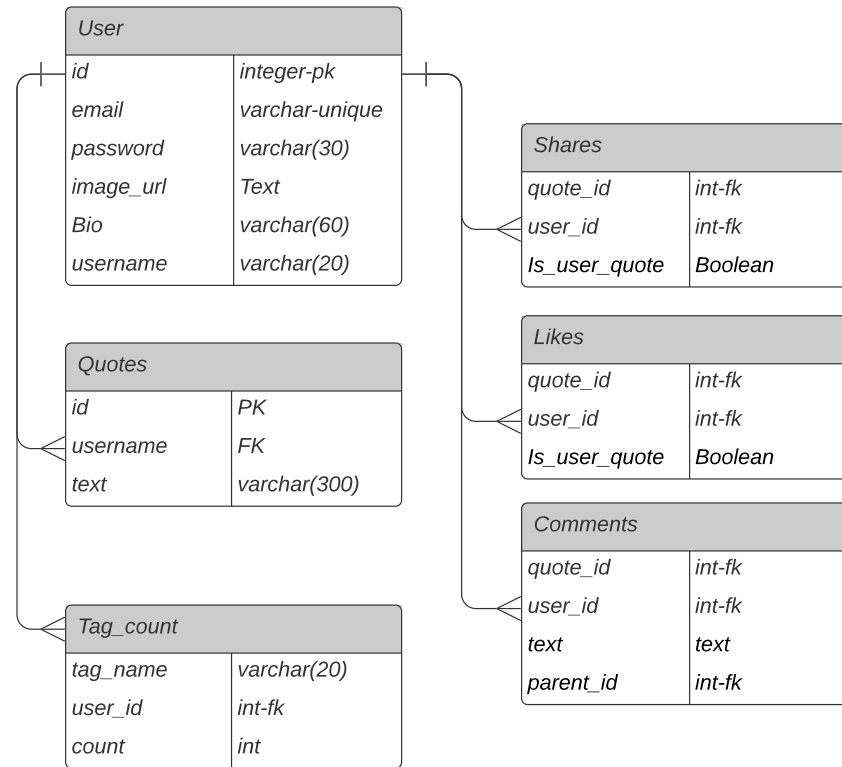 User
id integer-pk
email varchar-unique
password varchar(30)
image_url Text
Bio varchar(60)
username varchar(20)
Quotes
id PK
username FK
text varchar(300)
Tag_count
tag_name varchar(20)
user_id int-fk
count int
Shares
quote_id int-fk
user_id int-fk
Is_user_quote Boolean
Likes
quote_id int-fk
user_id int-fk
Is_user_quote Boolean
Comments
quote_id int-fk
user_id int-fk
text text
parent_id int-fk